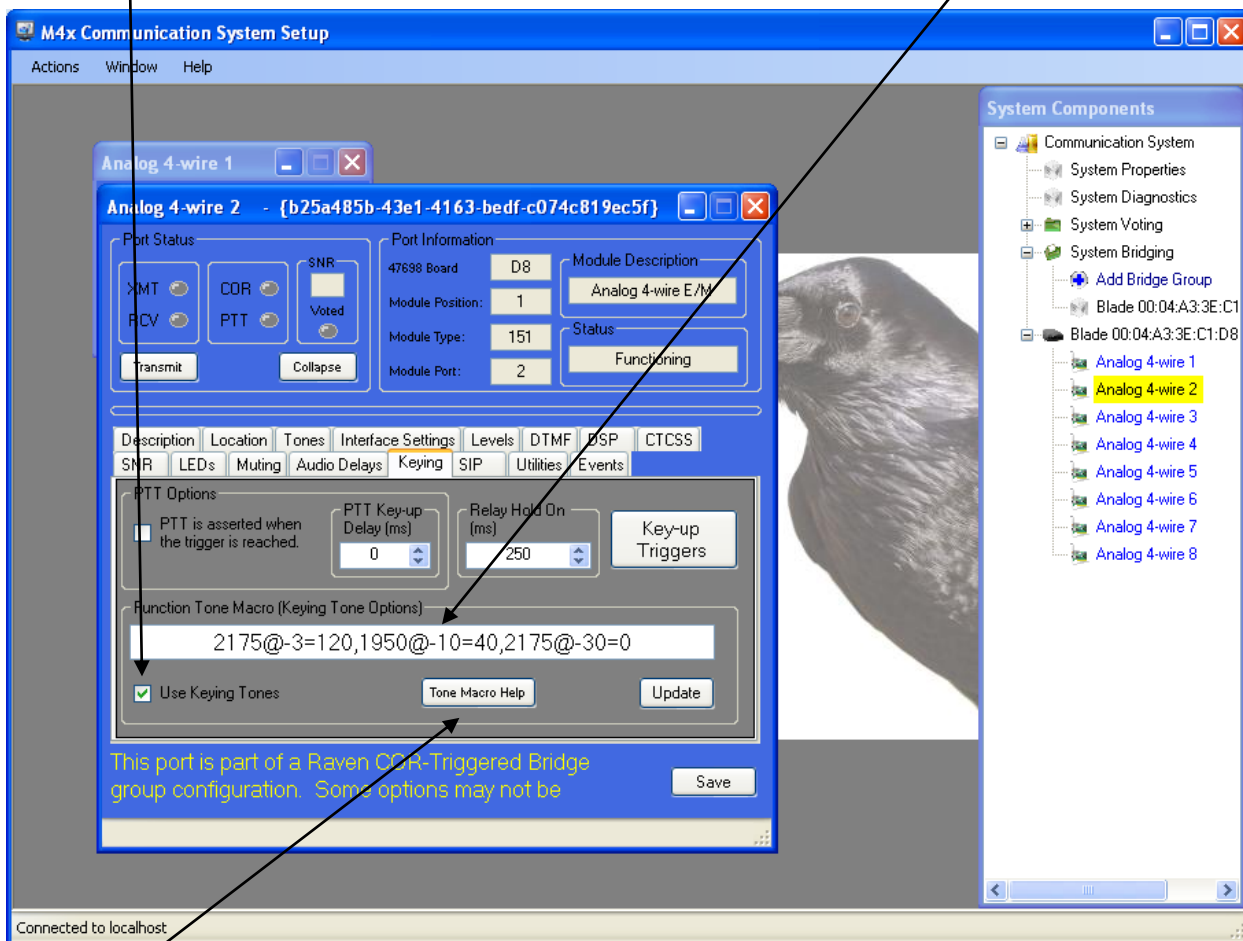 M4x Communication System Setup
Actions Window Help
System Components
Communication System
System Properties
System Diagnostics
System Voting
System Bridging
Add Bridge Group
Blade 00:04:A3:3E:C1
Blade 00:04:A3:3E:C1:D8
Analog 4-wire 1
Analog 4-wire 2
Analog 4-wire 3
Analog 4-wire 4
Analog 4-wire 5
Analog 4-wire 6
Analog 4-wire 7
Analog 4-wire 8
Analog 4-wire 1
Analog 4-wire 2 - {b25a485b-43e1-4163-bedf-c074c819ec5f}
Port Status
XMT
RCV
COR
PTT
SNR
Voted
Transmit
Collapse
Port Information
47698 Board D8
Module Position: 1
Module Type: 151
Module Port: 2
Module Description
Analog 4-wire E/M
Status
Functioning
Description Location Tones Interface Settings Levels DTMF DSP CTCSS
SNR LEDs Muting Audio Delays Keying SIP Utilities Events
PTT Options
PTT is asserted when
the trigger is reached.
PTT Key-up
Delay (ms)
0
Relay Hold On
(ms)
250
Key-up
Triggers
Function Tone Macro (Keying Tone Options)
2175@-3=120,1950@-10=40,2175@-30=0
Use Keying Tones
Tone Macro Help
Update
This port is part of a Raven COR-Triggered Bridge
group configuration. Some options may not be
Save
Connected to localhost